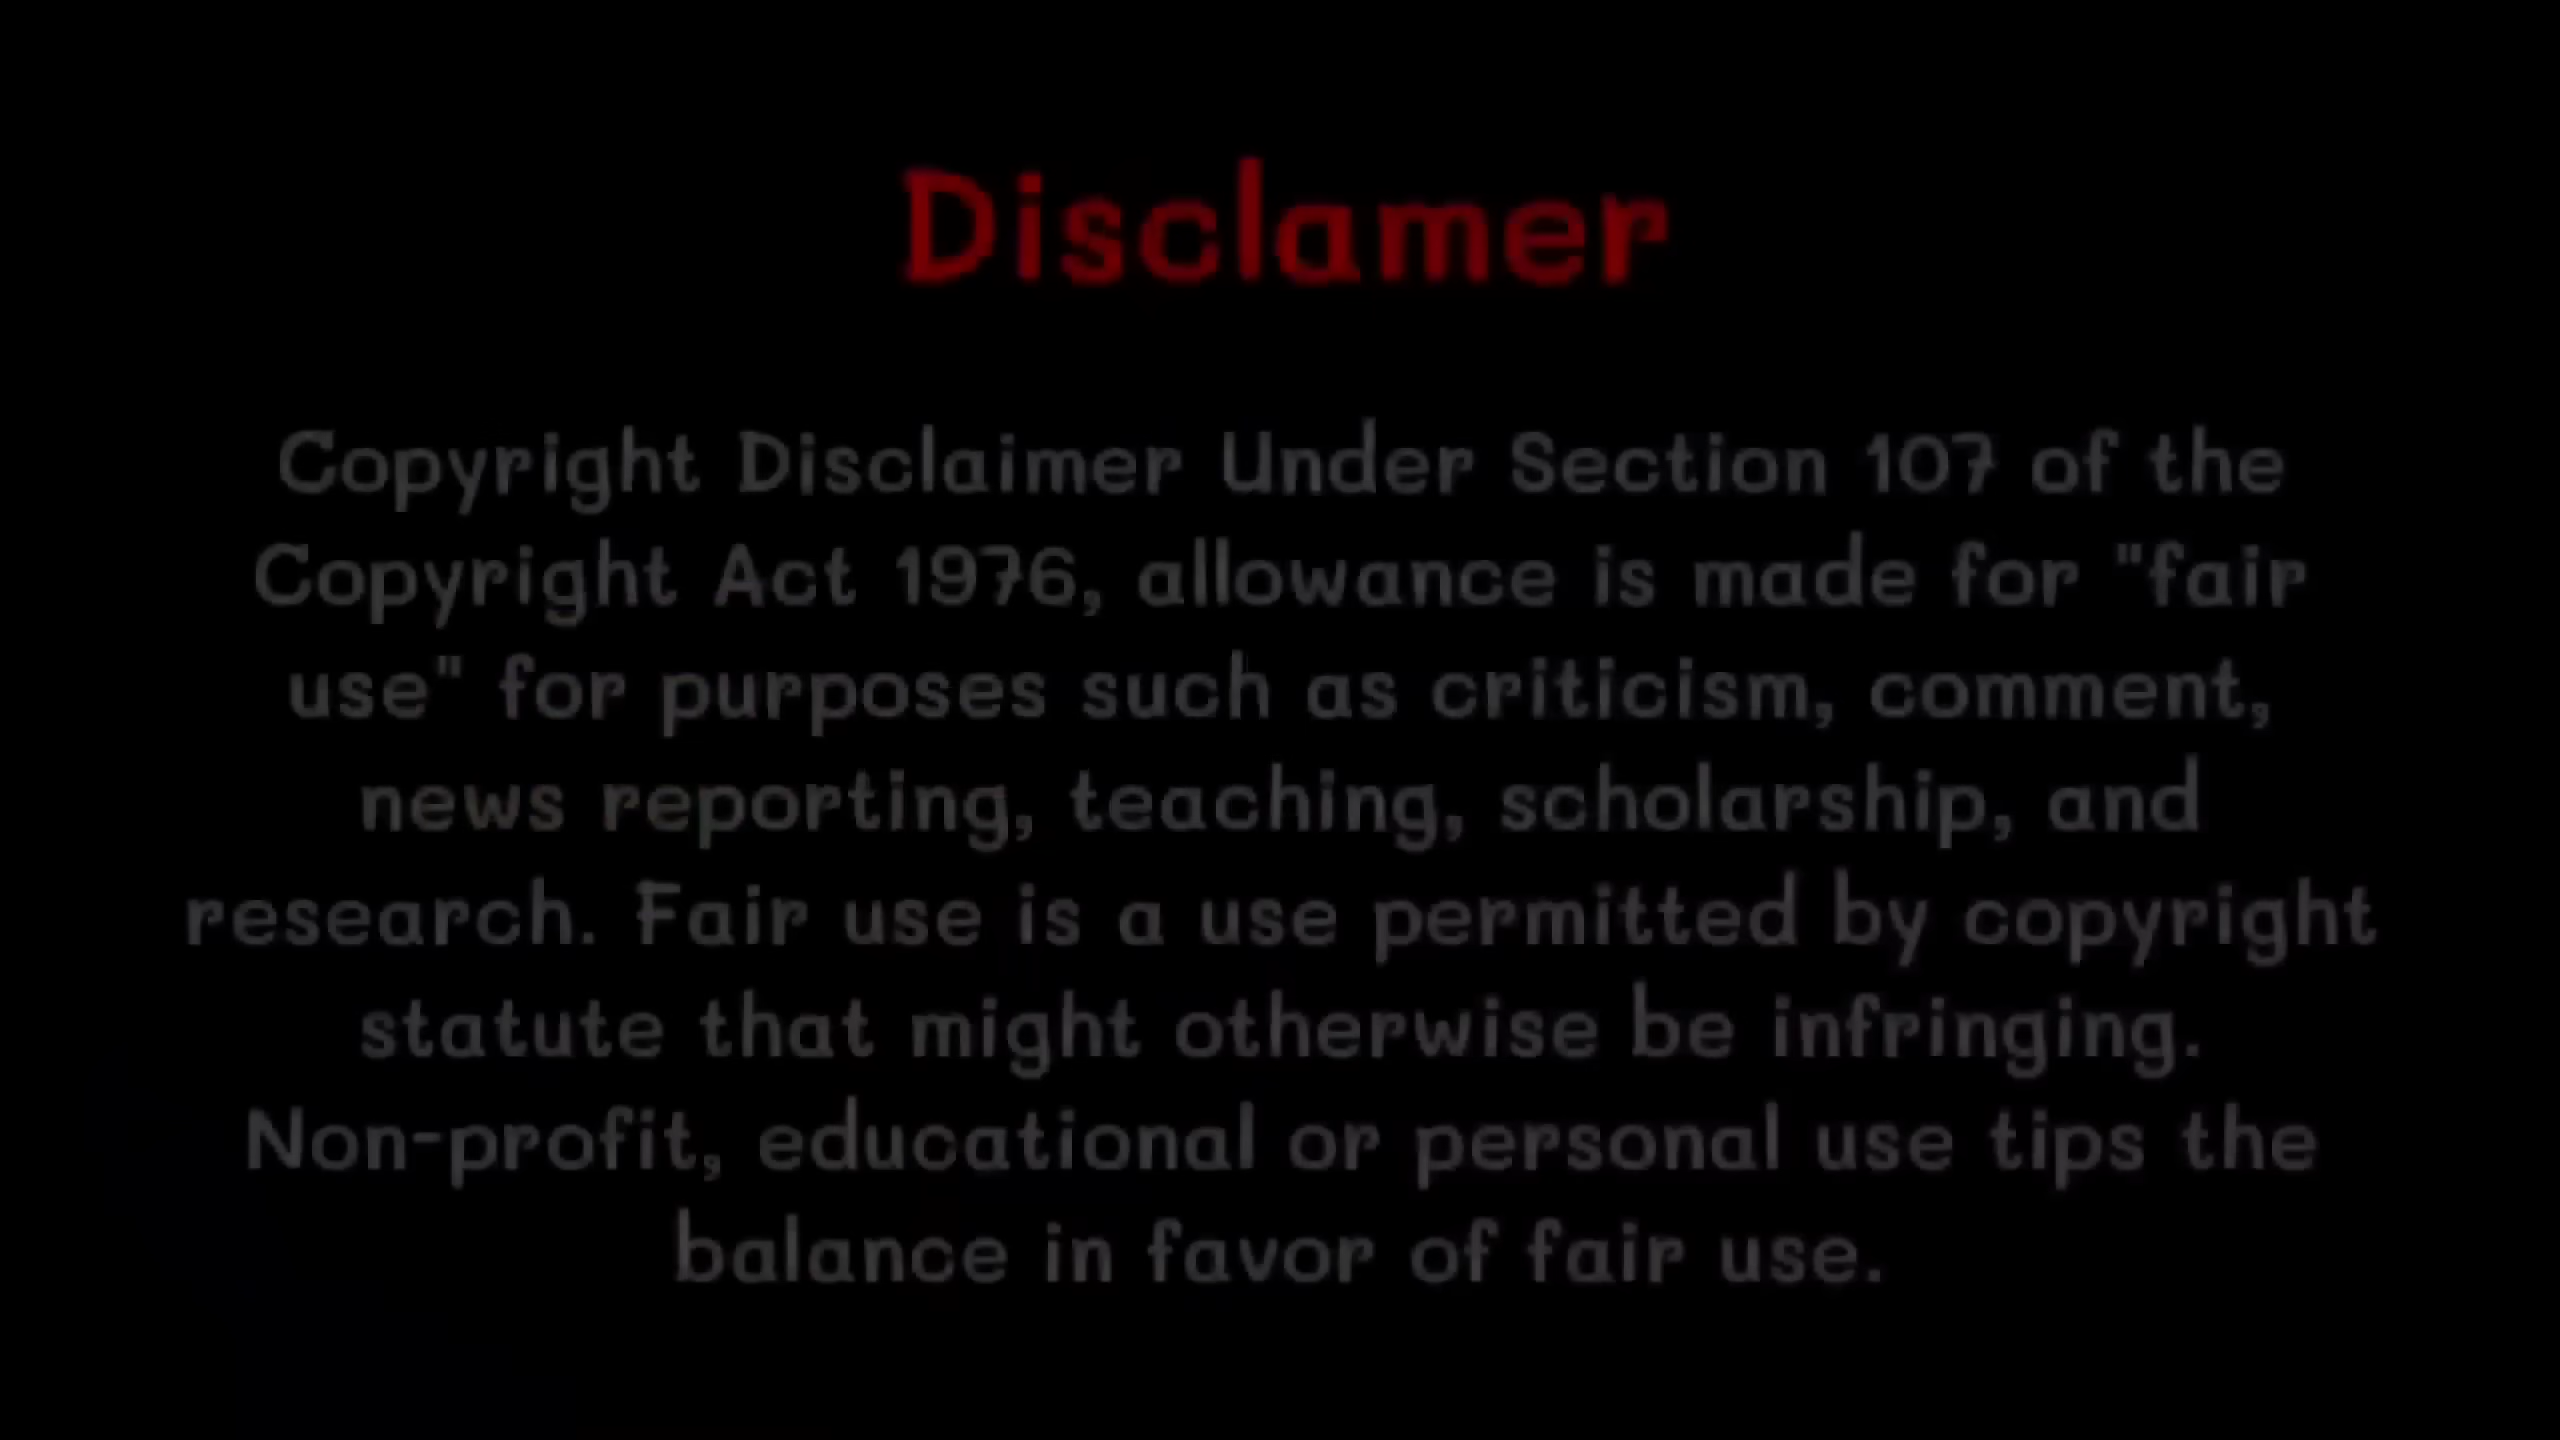 Disclamer
Copyright Disclaimer Under Section 107 of the
Copyright Act 1976, allowance is made for "fair
use" for purposes such as criticism, comment,
news reporting, teaching, scholarship, and
research. Fair use is a use permitted by copyright
statute that might otherwise be infringing.
Non-profit, educational or personal use tips the
balance in favor of fair use.